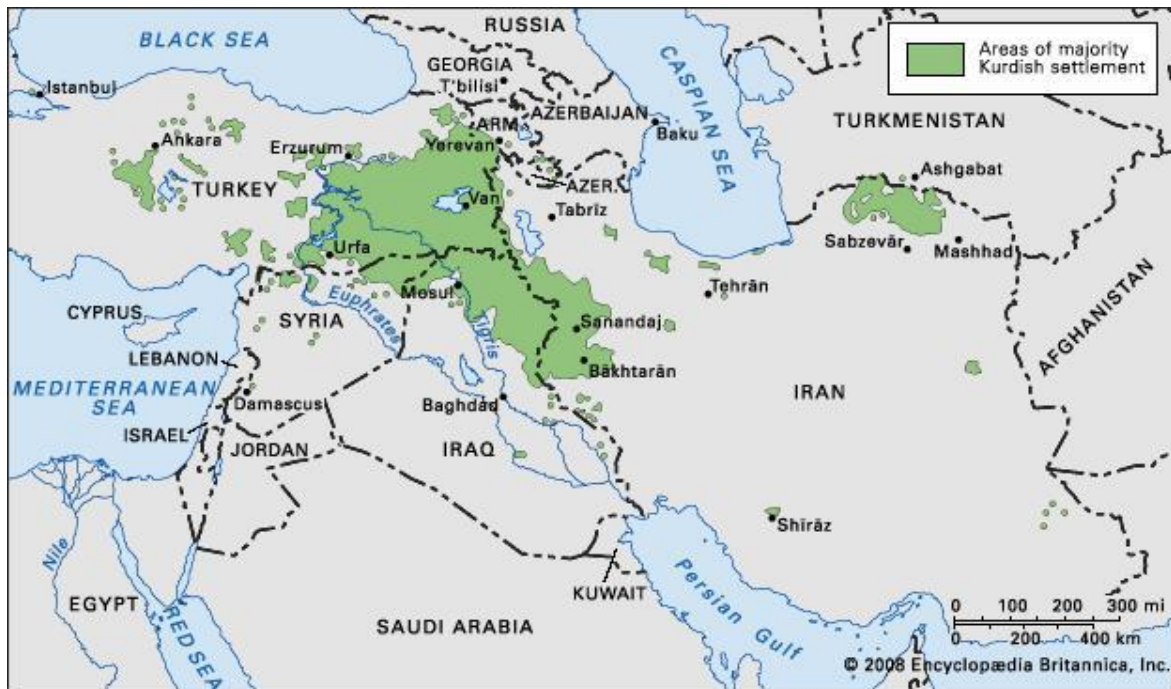 RUSSIA
BLACK SEA
GEORGIA
T'bilisi
CASPIAN SEA
Areas of majority
Kurdish settlement
Istanbul
AZERBAIJAN
ARM.
Baku
TURKMENISTAN
Ankara
Erzurum
Yerevan
AZER.
Ashgabat
TURKEY
Van
Tabrīz
Urfa
Sabzevār
Mashhad
Mosul
Tehrān
CYPRUS
SYRIA
Euphrates
Tigris
Sanandaj
AFGHANISTAN
LEBANON
Bākhtarān
MEDITERRANEAN
SEA
Damascus
Baghdād
IRAN
ISRAEL
JORDAN
IRAQ
Shīrāz
Nile
KUWAIT
EGYPT
RED SEA
SAUDI ARABIA
Persian Gulf
0 100 200 300 mi
0 200 400 km
© 2008 Encyclopædia Britannica, Inc.